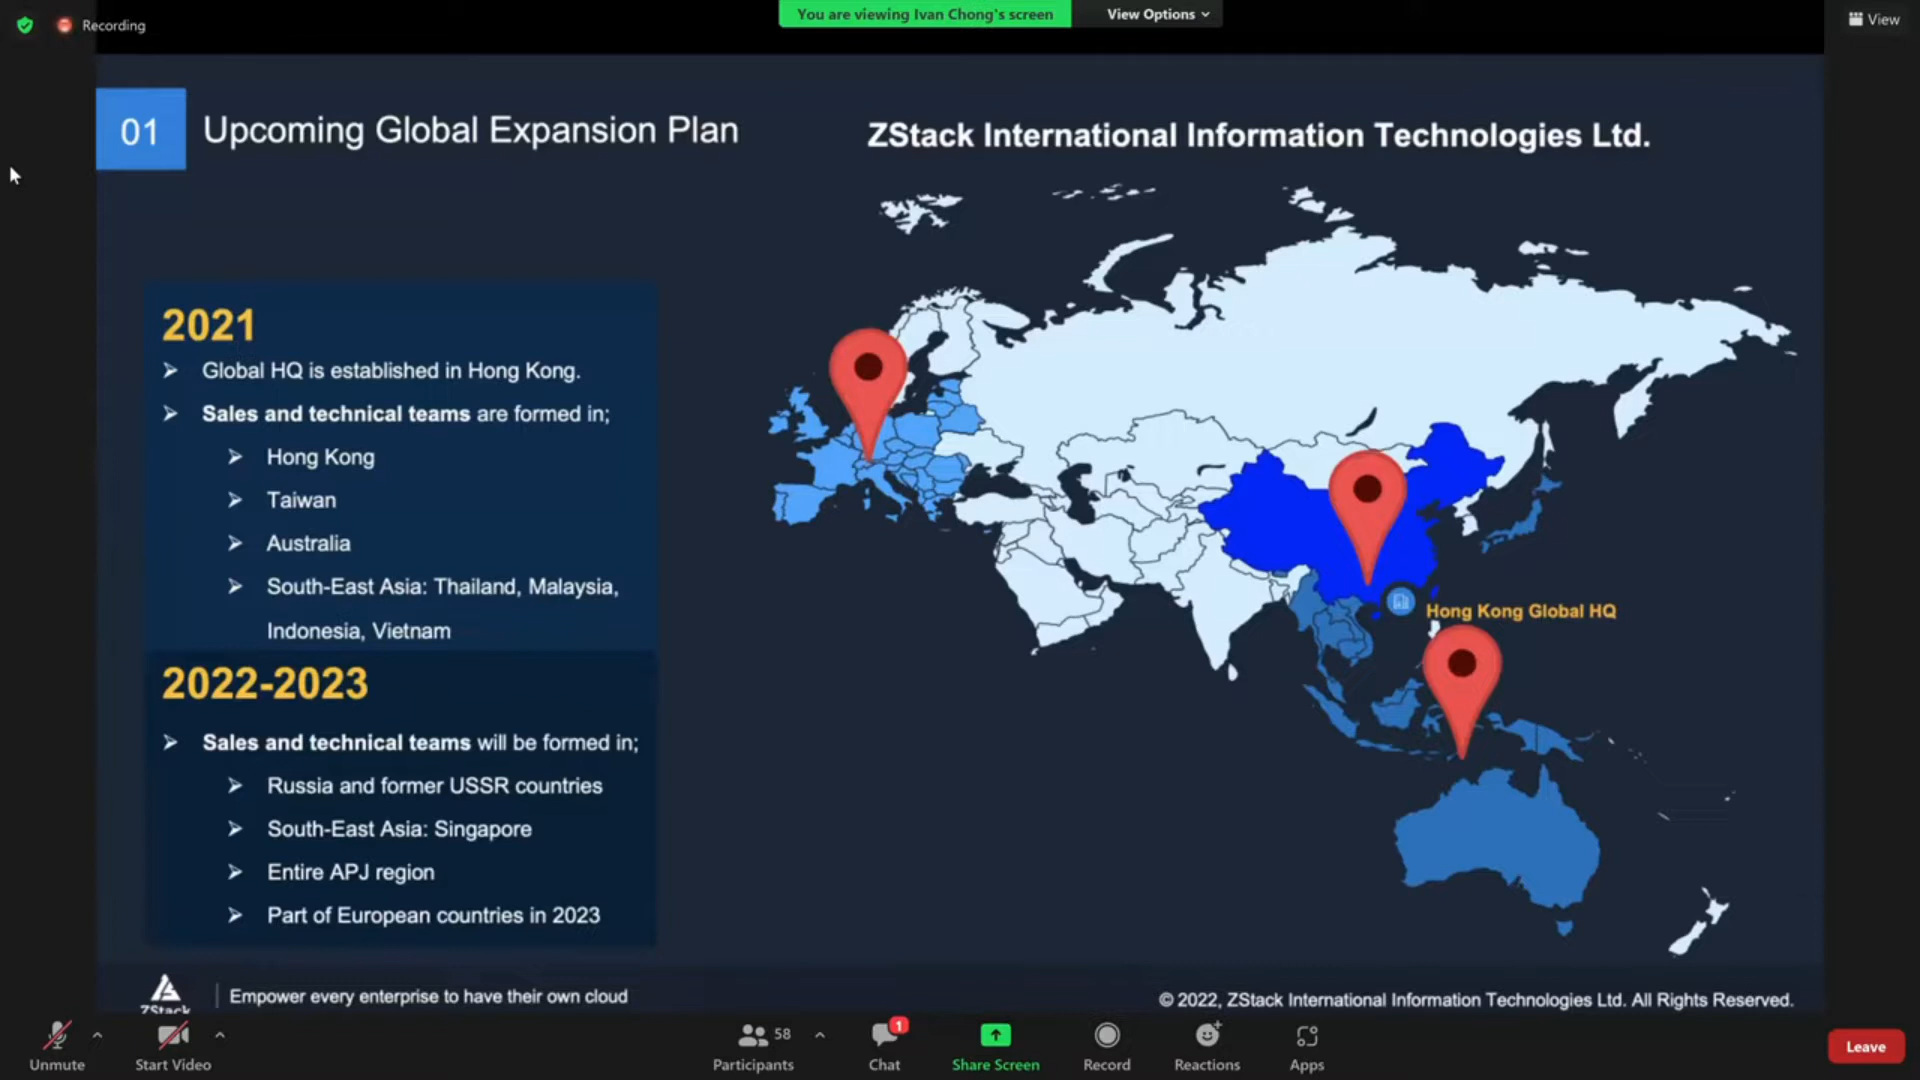 Recording
You are viewing Ivan Chong's screen
View Options
View
01
Upcoming Global Expansion Plan
ZStack International Information Technologies Ltd.
2021
Global HQ is established in Hong Kong.
Sales and technical teams are formed in;
Hong Kong
Taiwan
Australia
South-East Asia: Thailand, Malaysia,
Indonesia, Vietnam
2022-2023
Sales and technical teams will be formed in;
Russia and former USSR countries
South-East Asia: Singapore
Entire APJ region
Part of European countries in 2023
Hong Kong Global HQ
ZStack
Empower every enterprise to have their own cloud
© 2022, ZStack International Information Technologies Ltd. All Rights Reserved.
Unmute
Start Video
58
Participants
1
Chat
Share Screen
Record
Reactions
Apps
Leave